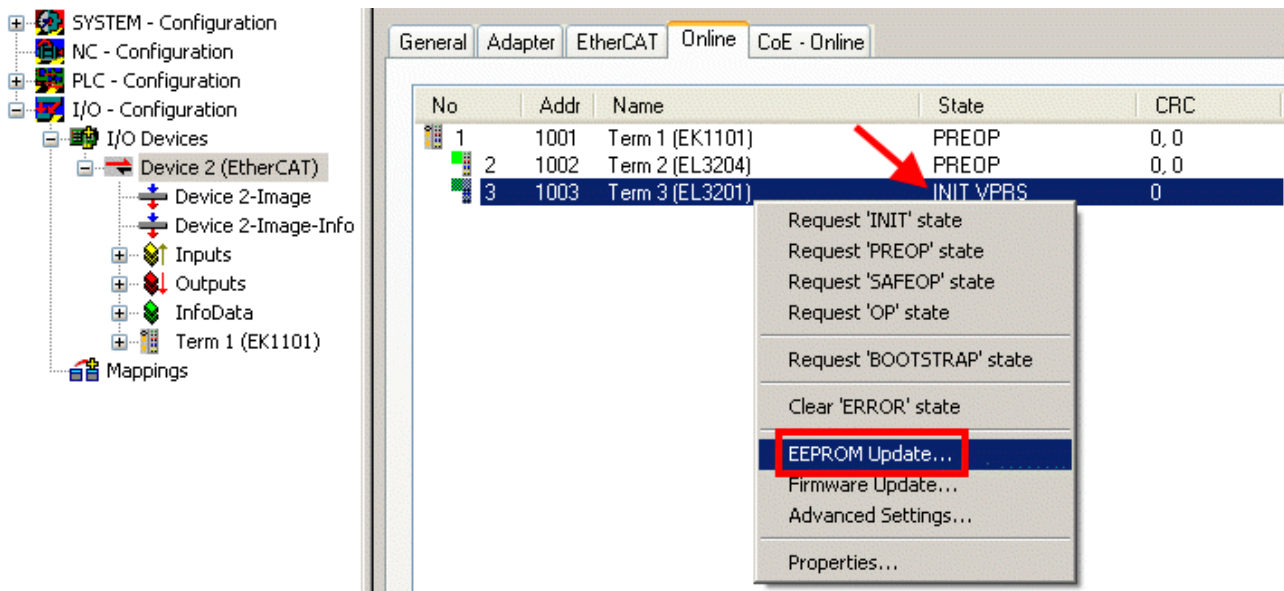 SYSTEM - Configuration
NC - Configuration
PLC - Configuration
I/O - Configuration
I/O Devices
Device 2 (EtherCAT)
Device 2-Image
Device 2-Image-Info
Inputs
Outputs
InfoData
Term 1 (EK1101)
Mappings
General Adapter EtherCAT Online CoE - Online
No Addr Name State CRC
1 1001 Term 1 (EK1101) PREOP 0, 0
2 1002 Term 2 (EL3204) PREOP 0, 0
3 1003 Term 3 (EL3201) INIT VPRS 0
Request 'INIT' state
Request 'PREOP' state
Request 'SAFEOP' state
Request 'OP' state
Request 'BOOTSTRAP' state
Clear 'ERROR' state
EEPROM Update...
Firmware Update...
Advanced Settings...
Properties...